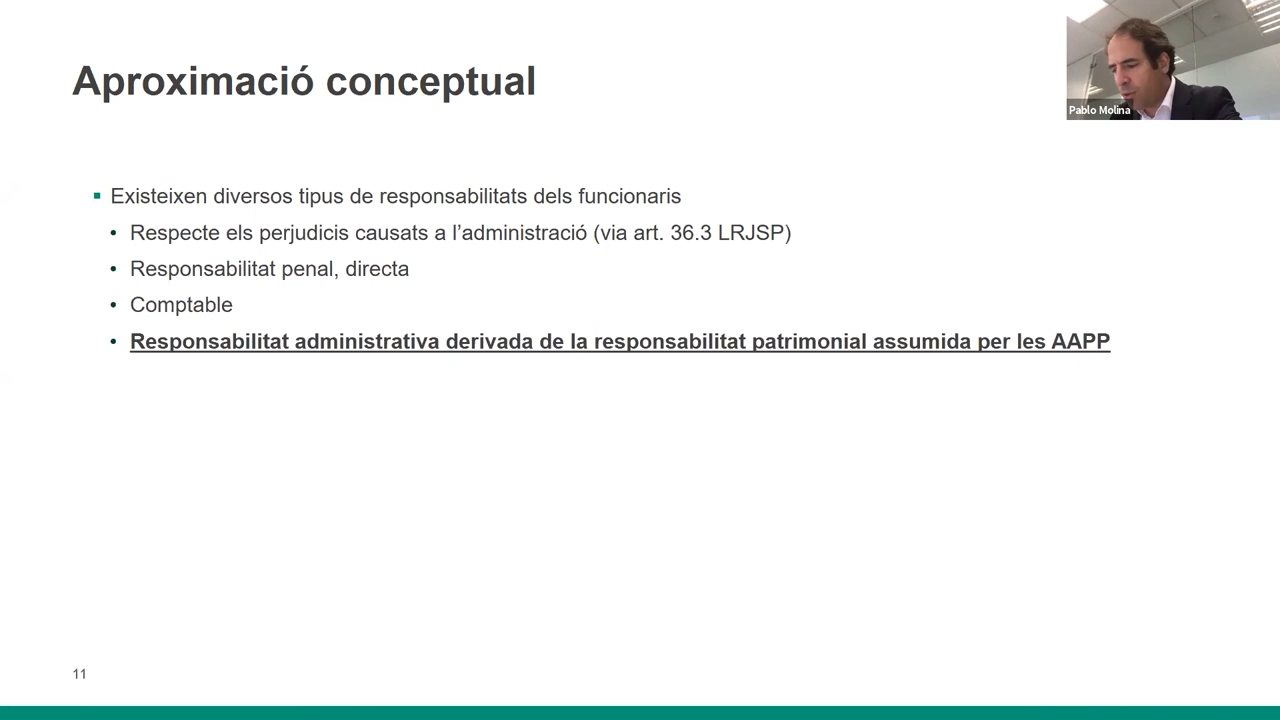 Aproximació conceptual
Pablo Molina
Existeixen diversos tipus de responsabilitats dels funcionaris
Respecte els perjudicis causats a l’administració (via art. 36.3 LRJSP)
Responsabilitat penal, directa
Comptable
Responsabilitat administrativa derivada de la responsabilitat patrimonial assumida per les AAPP
11